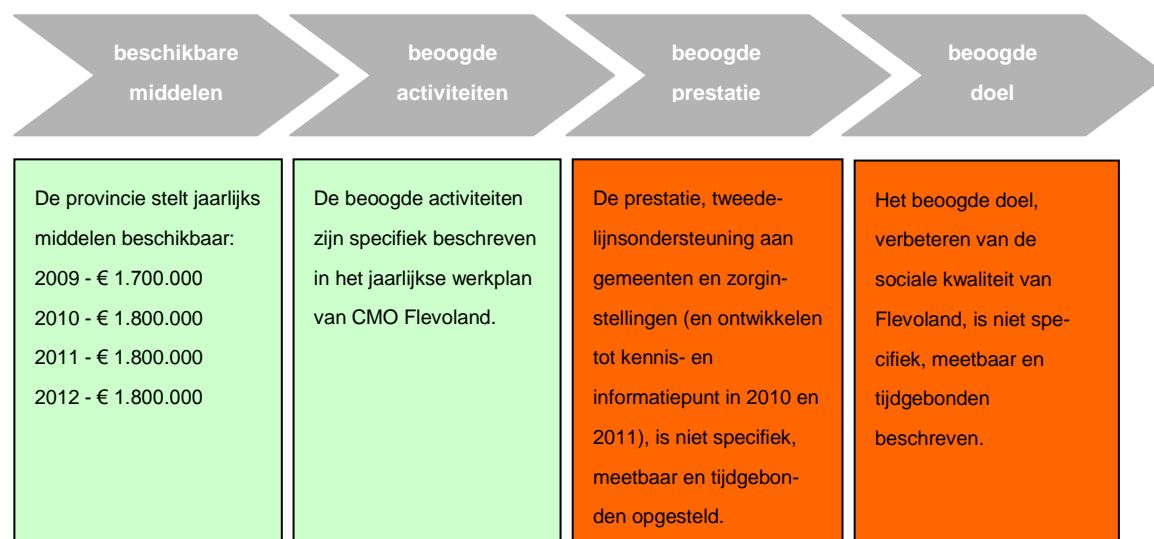 beschikbare
middelen
beoogde
activiteiten
beoogde
prestatie
beoogde
doel
De provincie stelt jaarlijks
middelen beschikbaar:
2009 - € 1.700.000
2010 - € 1.800.000
2011 - € 1.800.000
2012 - € 1.800.000
De beoogde activiteiten
zijn specifiek beschreven
in het jaarlijkse werkplan
van CMO Flevoland.
De prestatie, tweede-
lijnsondersteuning aan
gemeenten en zorgin-
stellingen (en ontwikkelen
tot kennis- en
informatiepunt in 2010 en
2011), is niet specifiek,
meetbaar en tijdgebon-
den opgesteld.
Het beoogde doel,
verbeteren van de
sociale kwaliteit van
Flevoland, is niet spe-
cifiek, meetbaar en
tijdgebonden
beschreven.